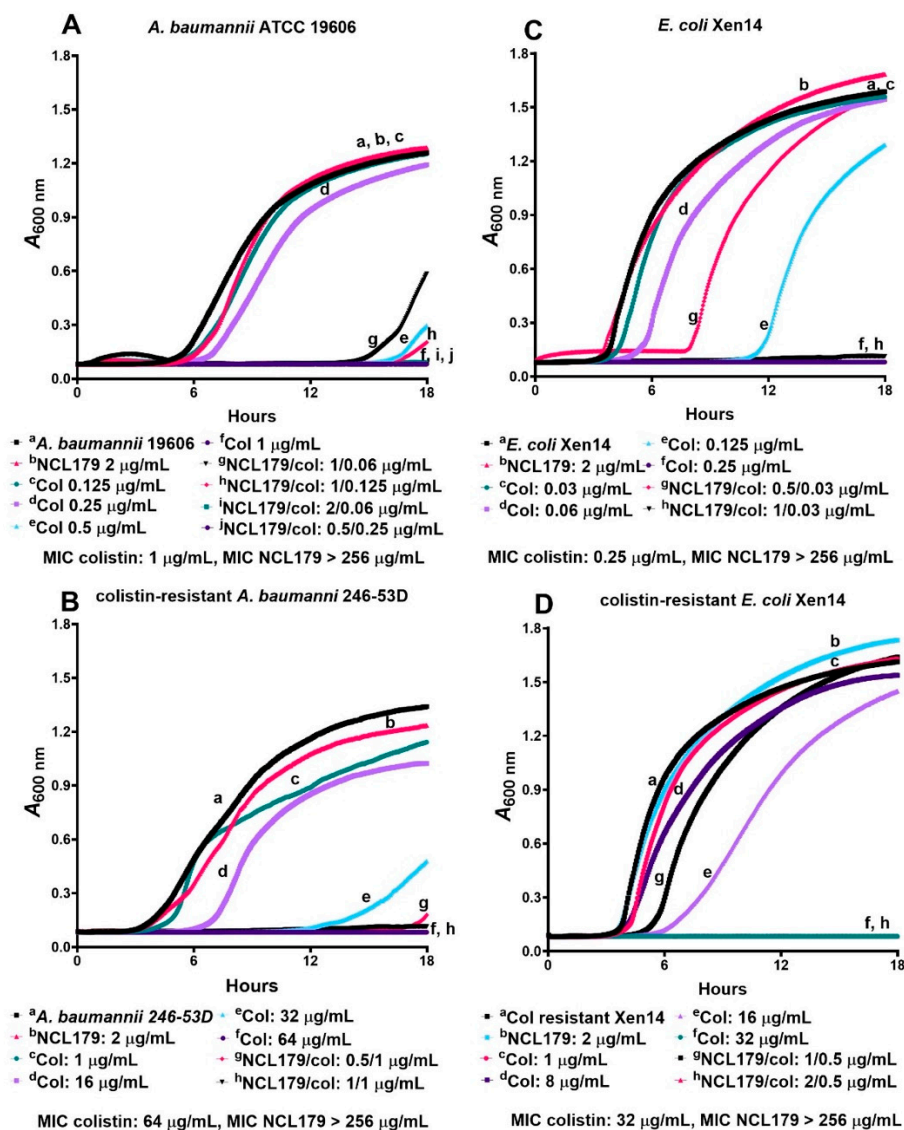 A
A. baumannii ATCC 19606
1.8
1.5
1.2
0.9
0.6
0.3
0.0
A600 nm
a, b, c
d
g
e
h
f, i, j
0
6
12
18
Hours
aA. baumannii 19606
bNCL179 2 μg/mL
cCol 0.125 μg/mL
dCol 0.25 μg/mL
eCol 0.5 μg/mL
fCol 1 μg/mL
gNCL179/col: 1/0.06 μg/mL
hNCL179/col: 1/0.125 μg/mL
iNCL179/col: 2/0.06 μg/mL
jNCL179/col: 0.5/0.25 μg/mL
MIC colistin: 1 μg/mL, MIC NCL179 > 256 μg/mL
C
E. coli Xen14
1.8
1.5
1.2
0.9
0.6
0.3
0.0
A600 nm
b
a, c
d
g
e
f, h
0
6
12
18
Hours
aE. coli Xen14
bNCL179: 2 μg/mL
cCol: 0.03 μg/mL
dCol: 0.06 μg/mL
eCol: 0.125 μg/mL
fCol: 0.25 μg/mL
gNCL179/col: 0.5/0.03 μg/mL
hNCL179/col: 1/0.03 μg/mL
MIC colistin: 0.25 μg/mL, MIC NCL179 > 256 μg/mL
B
colistin-resistant A. baumanni 246-53D
1.8
1.5
1.2
0.9
0.6
0.3
0.0
A600 nm
a
b
c
d
e
g
f, h
0
6
12
18
Hours
aA. baumannii 246-53D
bNCL179: 2 μg/mL
cCol: 1 μg/mL
dCol: 16 μg/mL
eCol: 32 μg/mL
fCol: 64 μg/mL
gNCL179/col: 0.5/1 μg/mL
hNCL179/col: 1/1 μg/mL
MIC colistin: 64 μg/mL, MIC NCL179 > 256 μg/mL
D
colistin-resistant E. coli Xen14
1.8
1.5
1.2
0.9
0.6
0.3
0.0
A600 nm
b
c
a
d
g
e
f, h
0
6
12
18
Hours
aCol resistant Xen14
bNCL179: 2 μg/mL
cCol: 1 μg/mL
dCol: 8 μg/mL
eCol: 16 μg/mL
fCol: 32 μg/mL
gNCL179/col: 1/0.5 μg/mL
hNCL179/col: 2/0.5 μg/mL
MIC colistin: 32 μg/mL, MIC NCL179 > 256 μg/mL